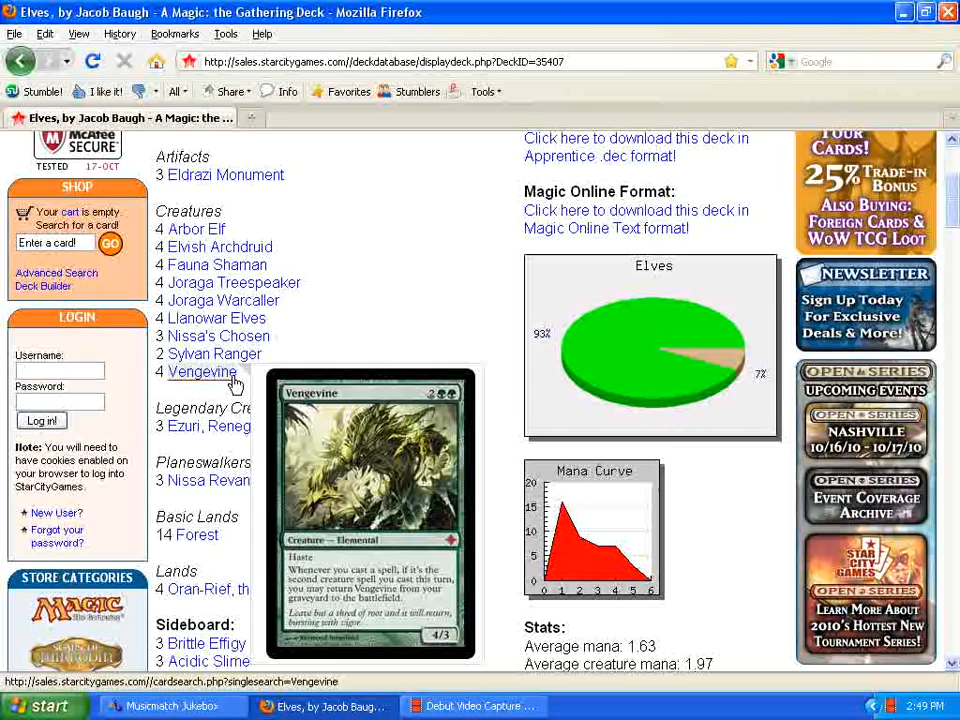 Elves, by Jacob Baugh - A Magic: the Gathering Deck - Mozilla Firefox
File Edit View History Bookmarks Tools Help
http://sales.starcitygames.com//deckdatabase/displaydeck.php?DeckID=35407
Google
Stumble! I like it! All Share Info Favorites Stumblers Tools
Elves, by Jacob Baugh - A Magic: the ...
McAfee
SECURE
TESTED 17-OCT
SHOP
Your cart is empty.
Search for a card!
Enter a card! GO
Advanced Search
Deck Builder
LOGIN
Username:
Password:
Log in!
Note: You will need to
have cookies enabled on
your browser to log into
StarCityGames.
New User?
Forgot your
password?
STORE CATEGORIES
MAGIC
Artifacts
3 Eldrazi Monument
Creatures
4 Arbor Elf
4 Elvish Archdruid
4 Fauna Shaman
4 Joraga Treespeaker
4 Joraga Warcaller
4 Llanowar Elves
3 Nissa's Chosen
2 Sylvan Ranger
4 Vengevine
Legendary Cre
3 Ezuri, Reneg
Planeswalkers
3 Nissa Revan
Basic Lands
14 Forest
Lands
4 Oran-Rief, th
Sideboard:
3 Brittle Effigy
3 Acidic Slime
Vengevine 2
Creature — Elemental
Haste
Whenever you cast a spell, if it's the
second creature spell you cast this turn,
you may return Vengevine from your
graveyard to the battlefield.
Leave but a shred of root and it will return,
bursting with vigor.
4/3
Click here to download this deck in
Apprentice .dec format!
Magic Online Format:
Click here to download this deck in
Magic Online Text format!
Elves
93%
7%
Mana Curve
20
15
10
5
0
0 1 2 3 4 5 6
Stats:
Average mana: 1.63
Average creature mana: 1.97
YOUR
CARDS!
25% TRADE-IN
BONUS
ALSO BUYING:
FOREIGN CARDS &
WOW TCG LOOT
NEWSLETTER
Sign Up Today
For Exclusive
Deals & More!
OPEN SERIES
UPCOMING EVENTS
OPEN SERIES
NASHVILLE
10/16/10 - 10/17/10
OPEN SERIES
EVENT COVERAGE
ARCHIVE
STAR CITY
GAMES
OPEN SERIES
LEARN MORE ABOUT
2010'S HOTTEST NEW
TOURNAMENT SERIES!
http://sales.starcitygames.com//cardsearch.php?singlesearch=Vengevine
start Musicmatch Jukebox Elves, by Jacob Baug... Debut Video Capture ... 2:49 PM